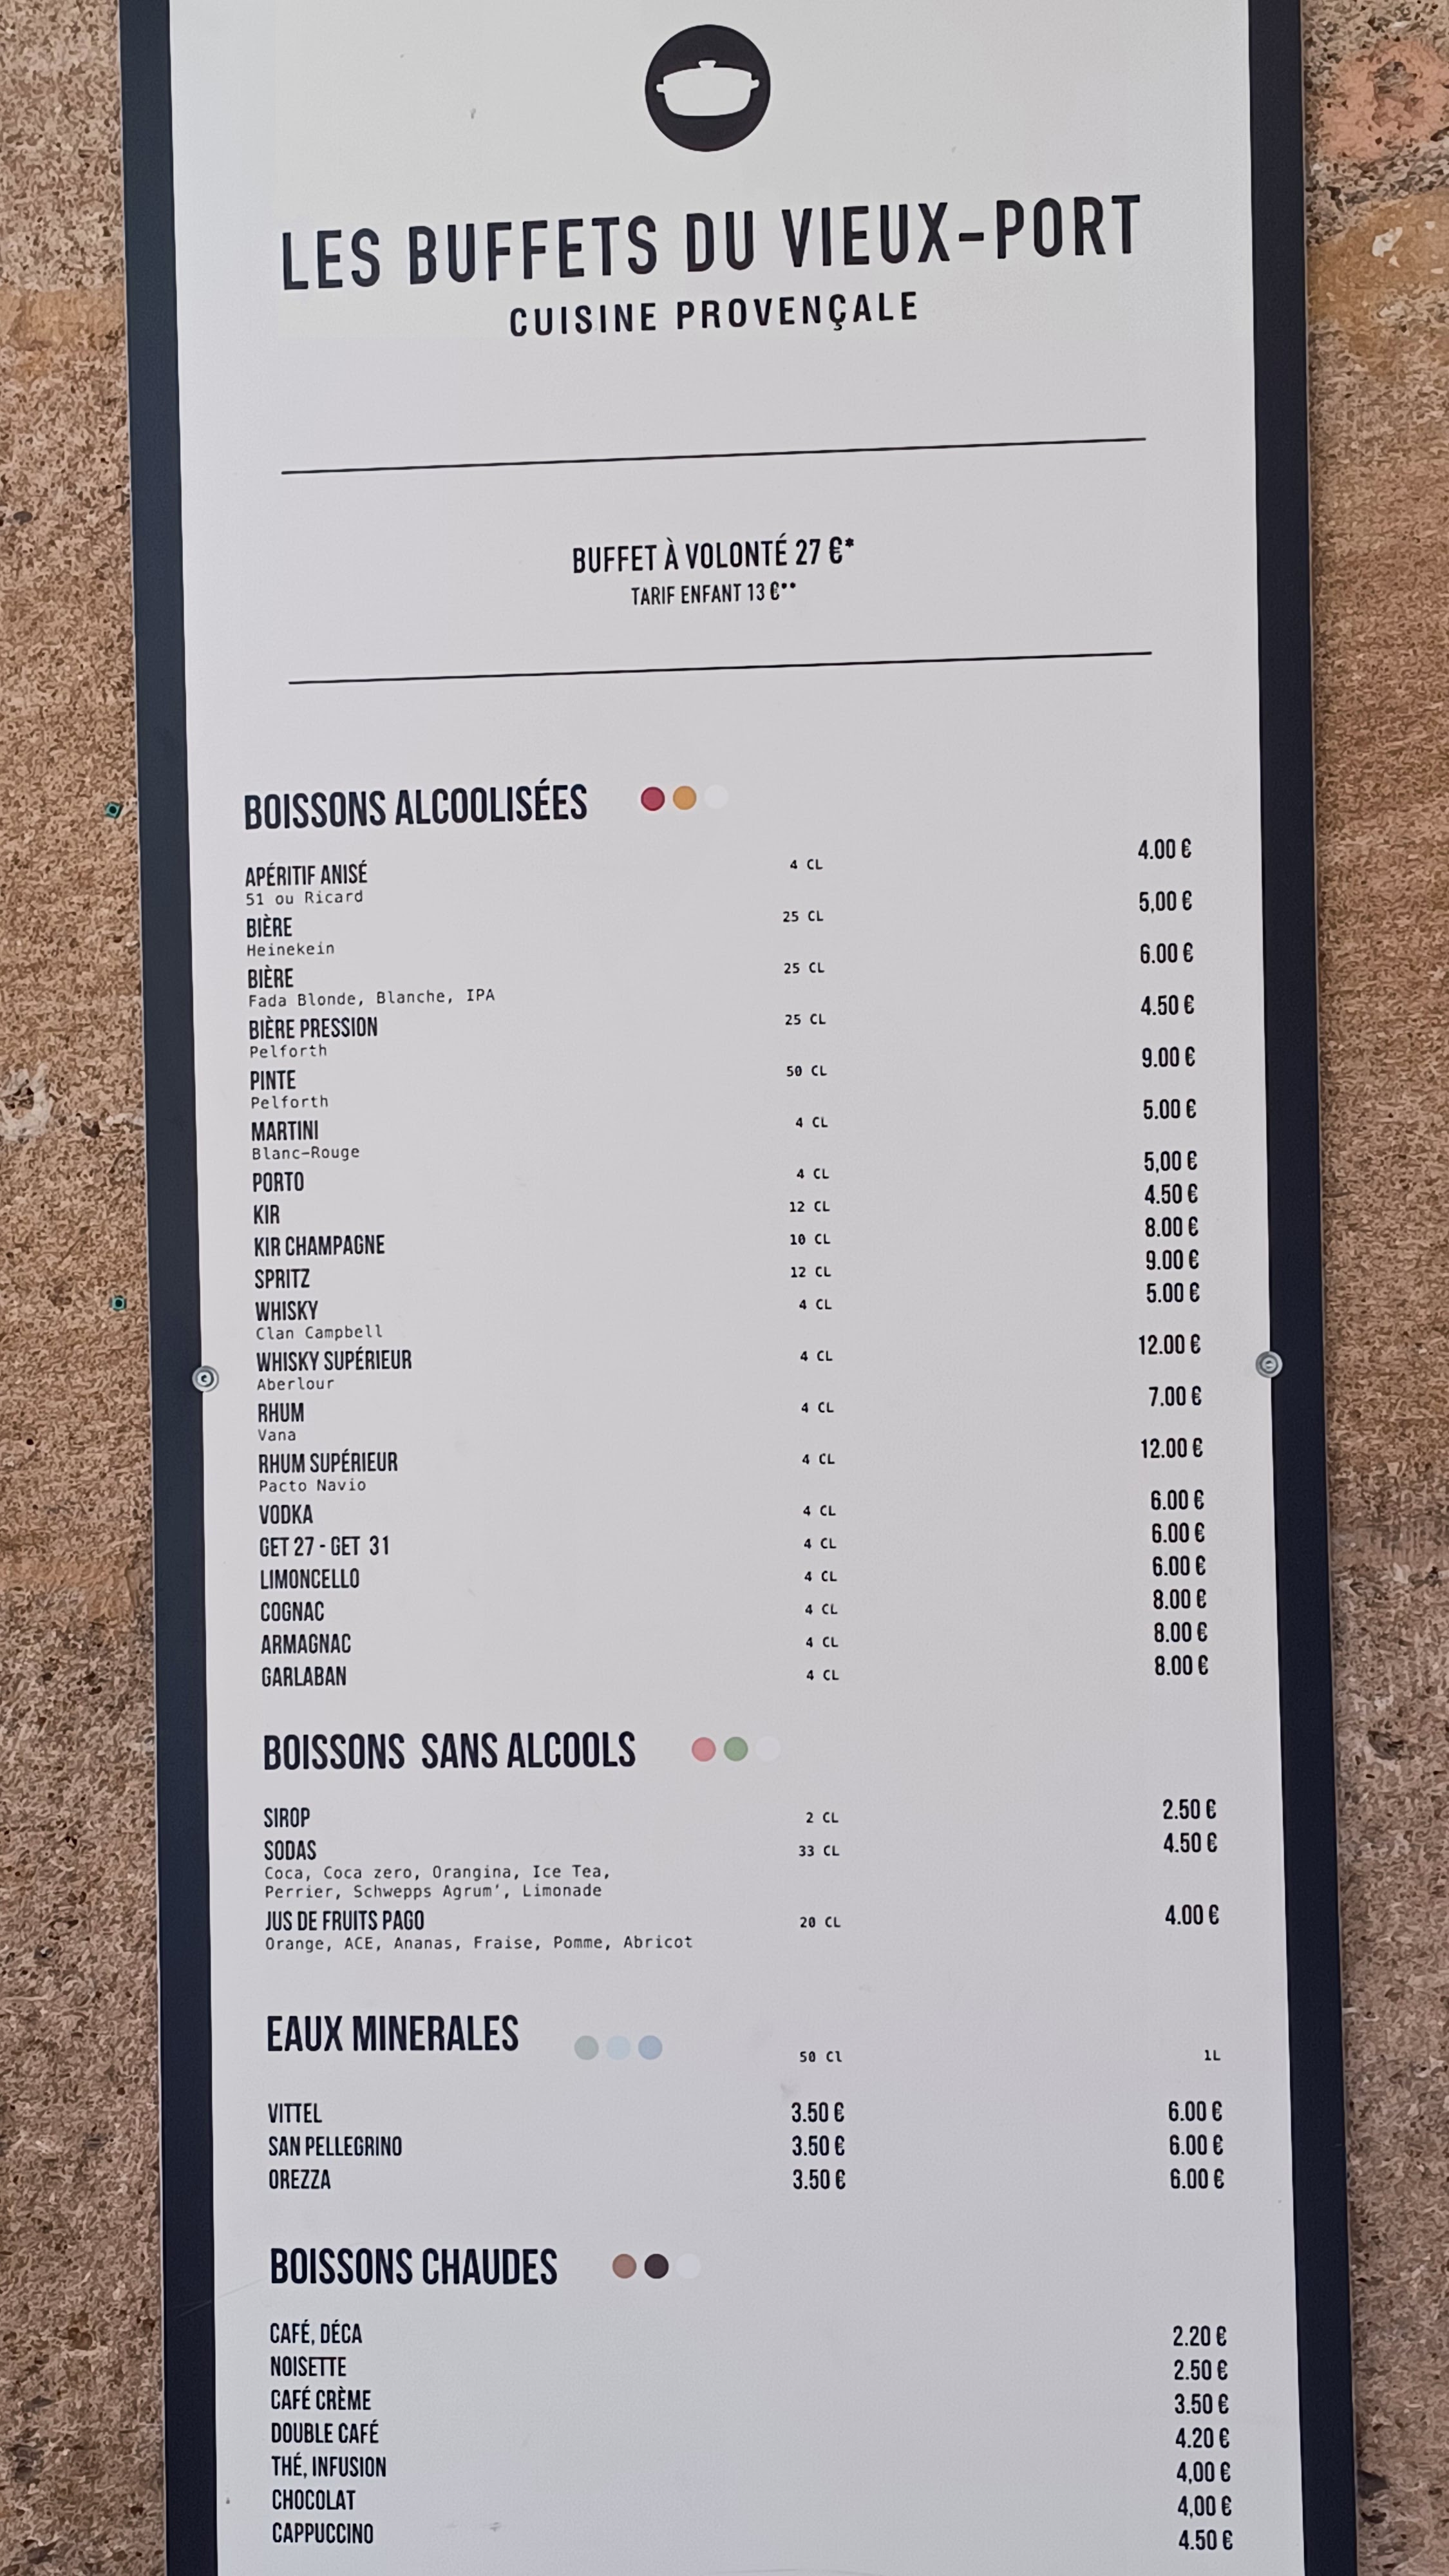 LES BUFFETS DU VIEUX-PORT
CUISINE PROVENÇALE
BUFFET À VOLONTÉ 27 €*
TARIF ENFANT 13 €**
BOISSONS ALCOOLISÉES
APÉRITIF ANISÉ 4 CL 4.00 €
51 ou Ricard
BIÈRE 25 CL 5,00 €
Heinekein
BIÈRE 25 CL 6.00 €
Fada Blonde, Blanche, IPA
BIÈRE PRESSION 25 CL 4.50 €
Pelforth
PINTE 50 CL 9.00 €
Pelforth
MARTINI 4 CL 5.00 €
Blanc-Rouge
PORTO 4 CL 5,00 €
KIR 12 CL 4.50 €
KIR CHAMPAGNE 10 CL 8.00 €
SPRITZ 12 CL 9.00 €
WHISKY 4 CL 5.00 €
Clan Campbell
WHISKY SUPÉRIEUR 4 CL 12.00 €
Aberlour
RHUM 4 CL 7.00 €
Vana
RHUM SUPÉRIEUR 4 CL 12.00 €
Pacto Navio
VODKA 4 CL 6.00 €
GET 27 - GET 31 4 CL 6.00 €
LIMONCELLO 4 CL 6.00 €
COGNAC 4 CL 8.00 €
ARMAGNAC 4 CL 8.00 €
GARLABAN 4 CL 8.00 €
BOISSONS SANS ALCOOLS
SIROP 2 CL 2.50 €
SODAS 33 CL 4.50 €
Coca, Coca zero, Orangina, Ice Tea,
Perrier, Schwepps Agrum', Limonade
JUS DE FRUITS PAGO 20 CL 4.00 €
Orange, ACE, Ananas, Fraise, Pomme, Abricot
EAUX MINERALES 50 Cl 1L
VITTEL 3.50 € 6.00 €
SAN PELLEGRINO 3.50 € 6.00 €
OREZZA 3.50 € 6.00 €
BOISSONS CHAUDES
CAFÉ, DÉCA 2.20 €
NOISETTE 2.50 €
CAFÉ CRÈME 3.50 €
DOUBLE CAFÉ 4.20 €
THÉ, INFUSION 4,00 €
CHOCOLAT 4,00 €
CAPPUCCINO 4.50 €